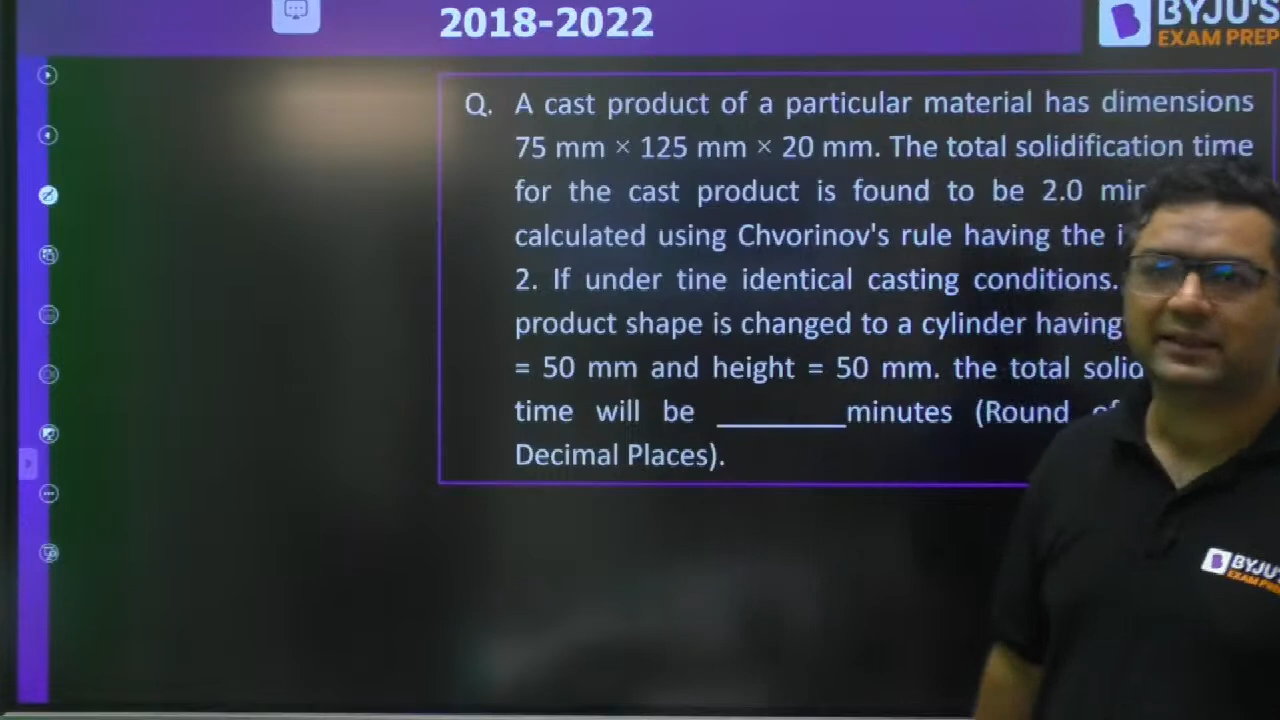 2018-2022
BYJU'S
EXAM PREP
Q. A cast product of a particular material has dimensions
75 mm × 125 mm × 20 mm. The total solidification time
for the cast product is found to be 2.0
calculated using Chvorinov's rule having the
2. If under tine identical casting conditions.
product shape is changed to a cylinder having
= 50 mm and height = 50 mm. the total
time will be ________minutes (Round
Decimal Places).
BYJU'S
EXAM